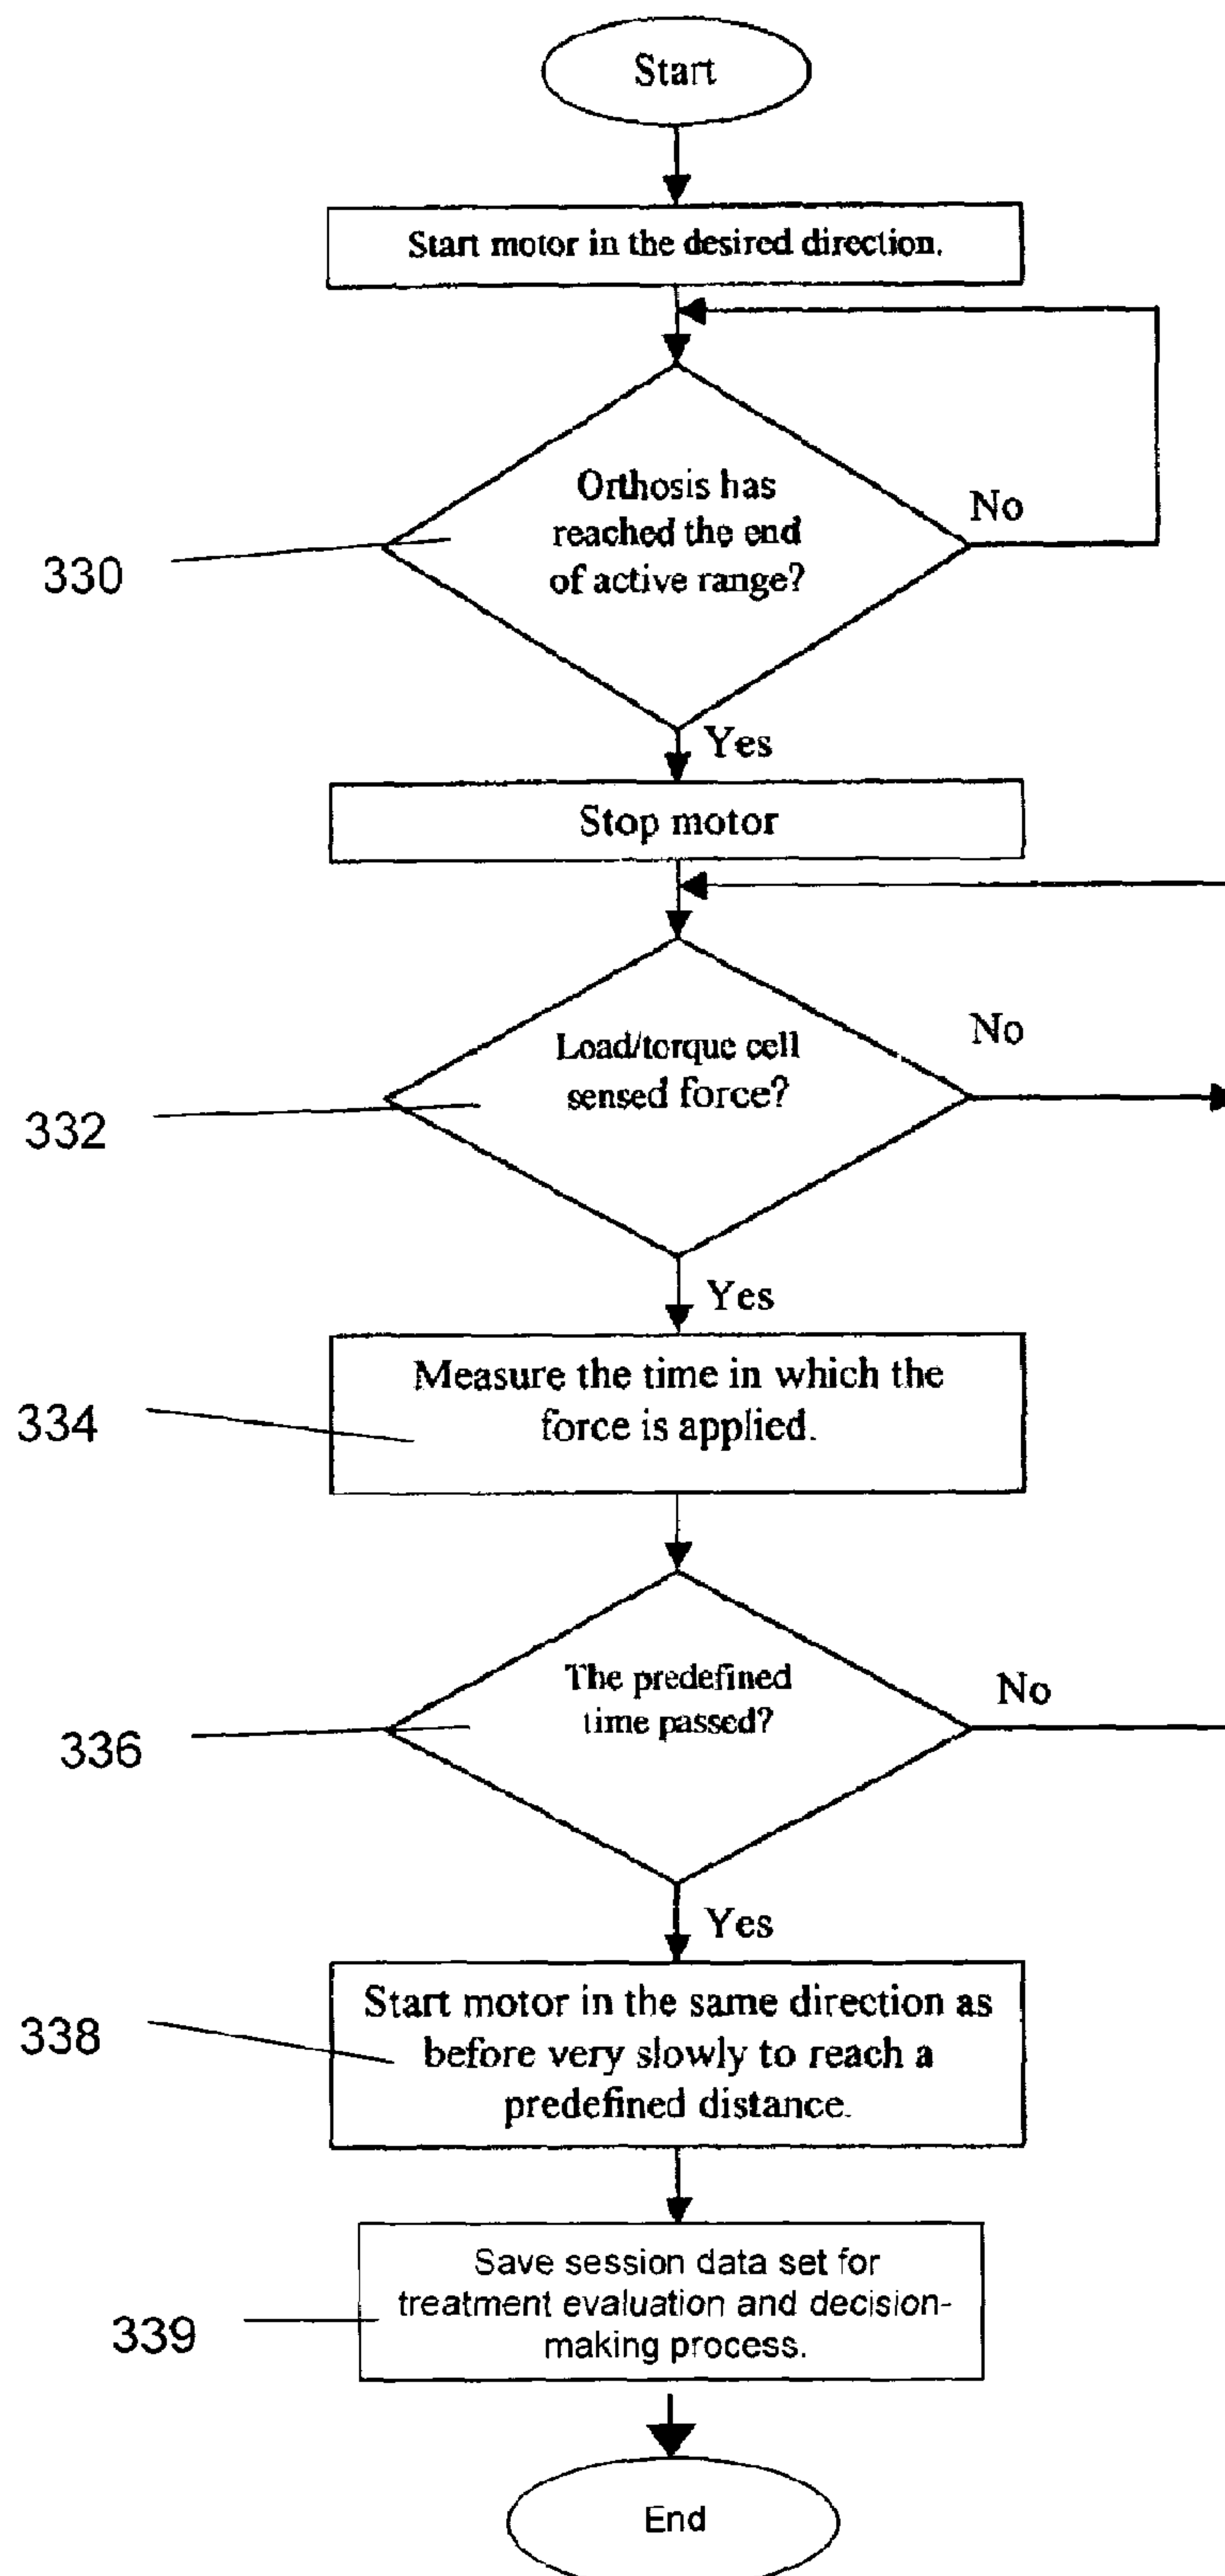 Start
Start motor in the desired direction.
Orthosis has
reached the end
of active range?
No
330
Yes
Stop motor
Load/torque cell
sensed force?
No
332
Yes
Measure the time in which the
force is applied.
334
The predefined
time passed?
No
336
Yes
Start motor in the same direction as
before very slowly to reach a
predefined distance.
338
Save session data set for
treatment evaluation and decision-
making process.
339
End